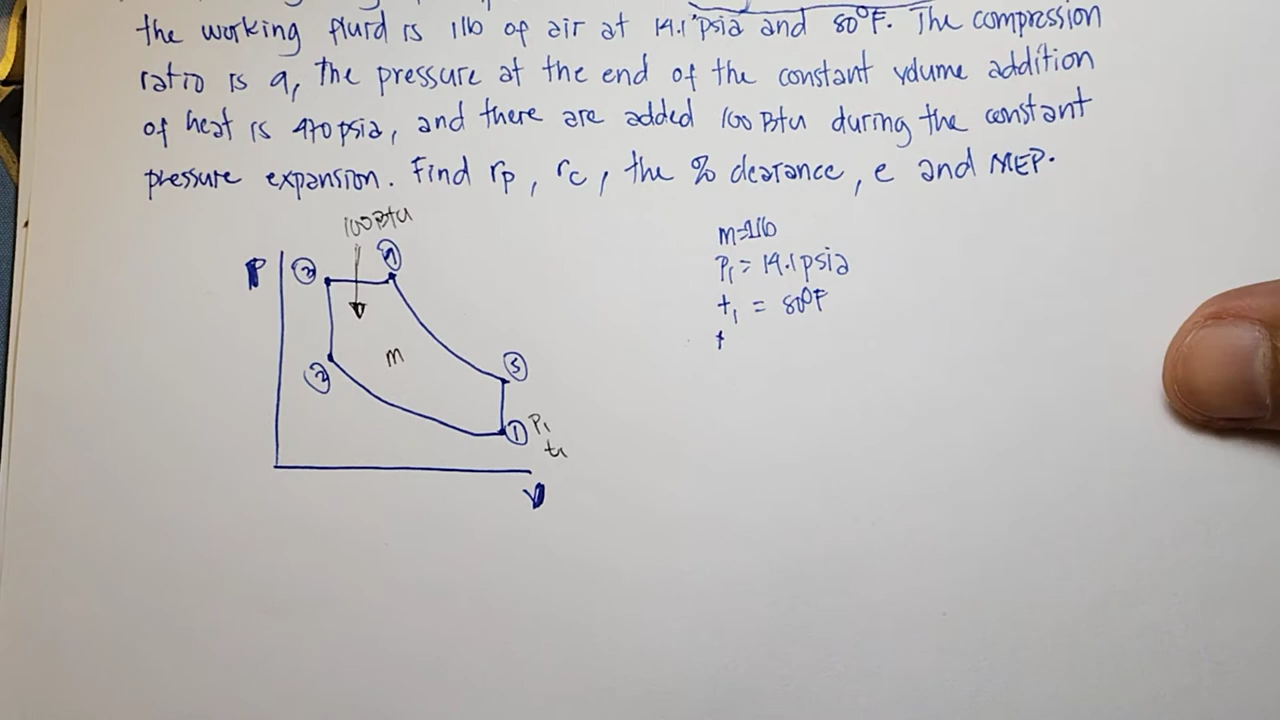 the working fluid is 1lb of air at 14.1 psia and 80°F. The compression
ratio is 9, the pressure at the end of the constant volume addition
of heat is 470 psia, and there are added 100 Btu during the constant
pressure expansion. Find rp, rc, the % clearance, e and MEP.
100 Btu
m=1lb
P P1 = 14.1psia
3 4
t1 = 80°F
t
m
2 5
1 P1
t1
V